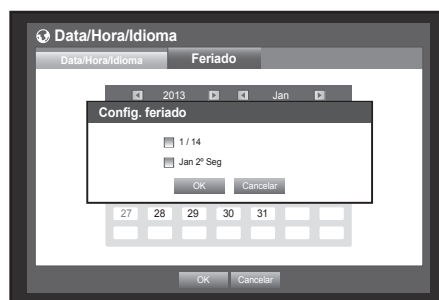 Data/Hora/Idioma
Data/Hora/Idioma Feriado
2013 Jan
Config. feriado
1 / 14
Jan 2º Seg
OK Cancelar
27 28 29 30 31
OK Cancelar